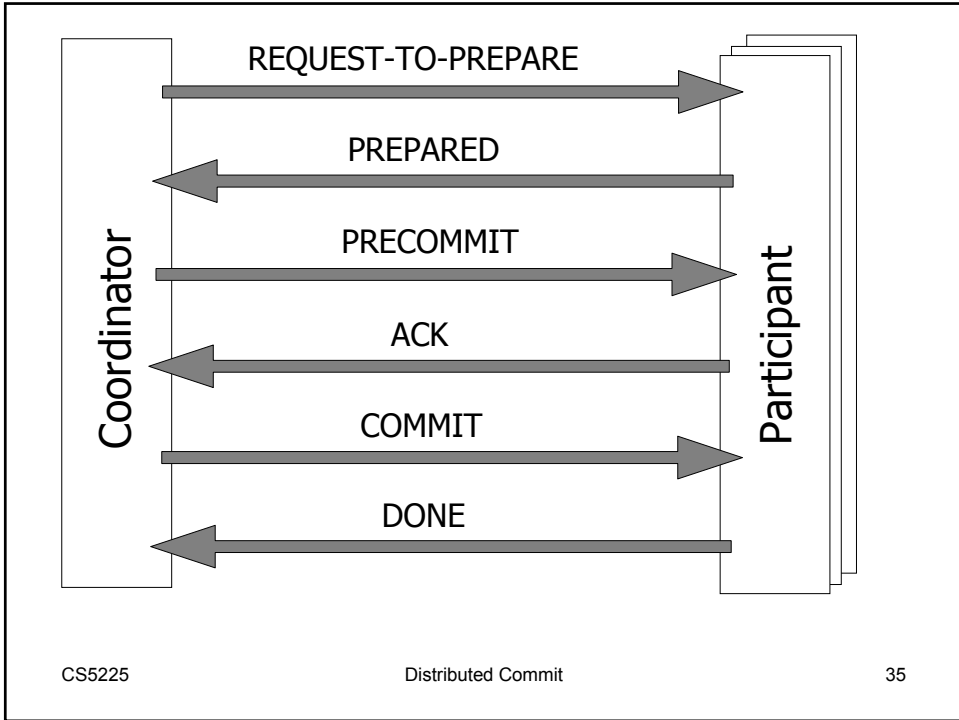 REQUEST-TO-PREPARE
PREPARED
PRECOMMIT
ACK
COMMIT
DONE
Coordinator
Participant
CS5225
Distributed Commit
35